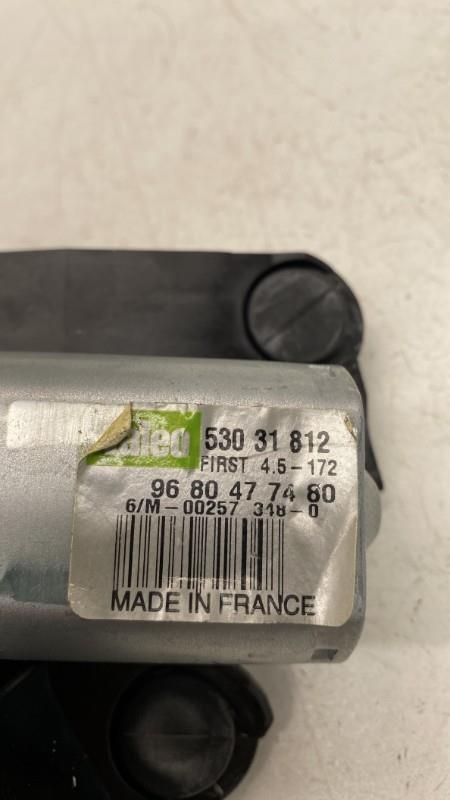 valeo 530 31 812
FIRST 4.5-172
96 80 47 74 80
6/M-00257 348-0
MADE IN FRANCE